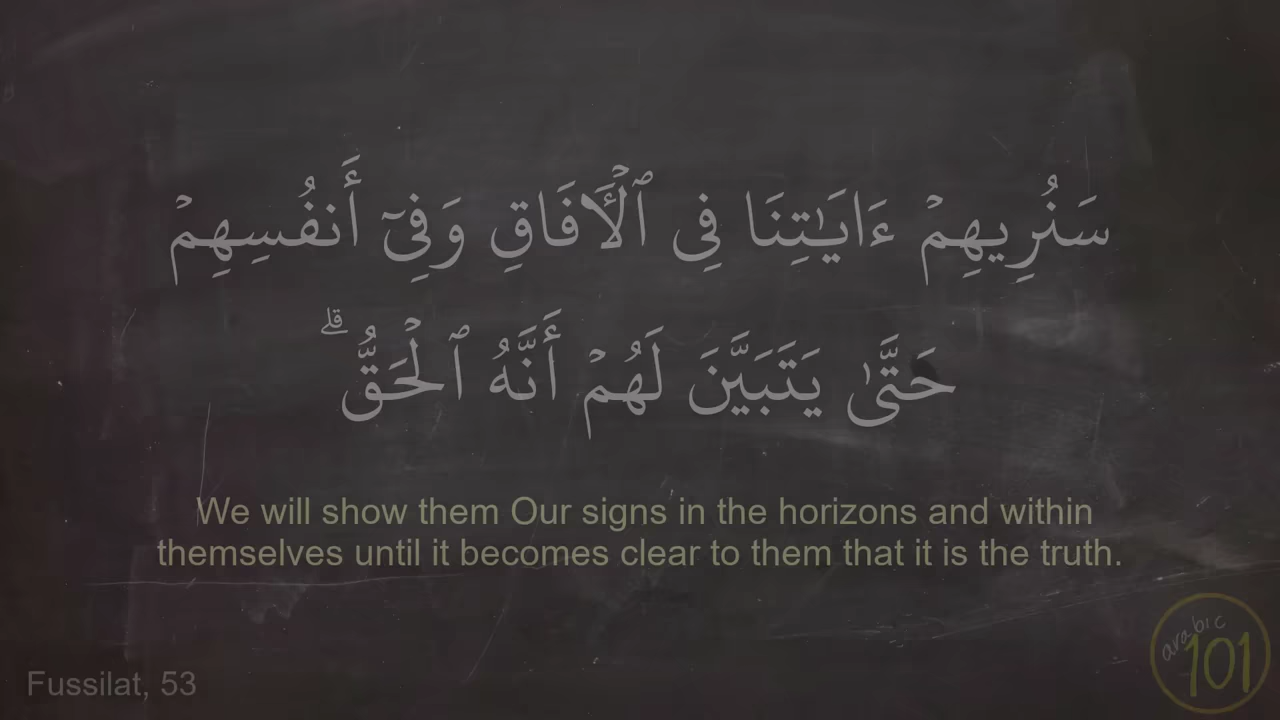 سَنُرِيهِمْ ءَايَـٰتِنَا فِى ٱلْـَٔافَاقِ وَفِىٓ أَنفُسِهِمْ
حَتَّىٰ يَتَبَيَّنَ لَهُمْ أَنَّهُ ٱلْحَقُّ ۗ
We will show them Our signs in the horizons and within
themselves until it becomes clear to them that it is the truth.
Fussilat, 53
arabic
101